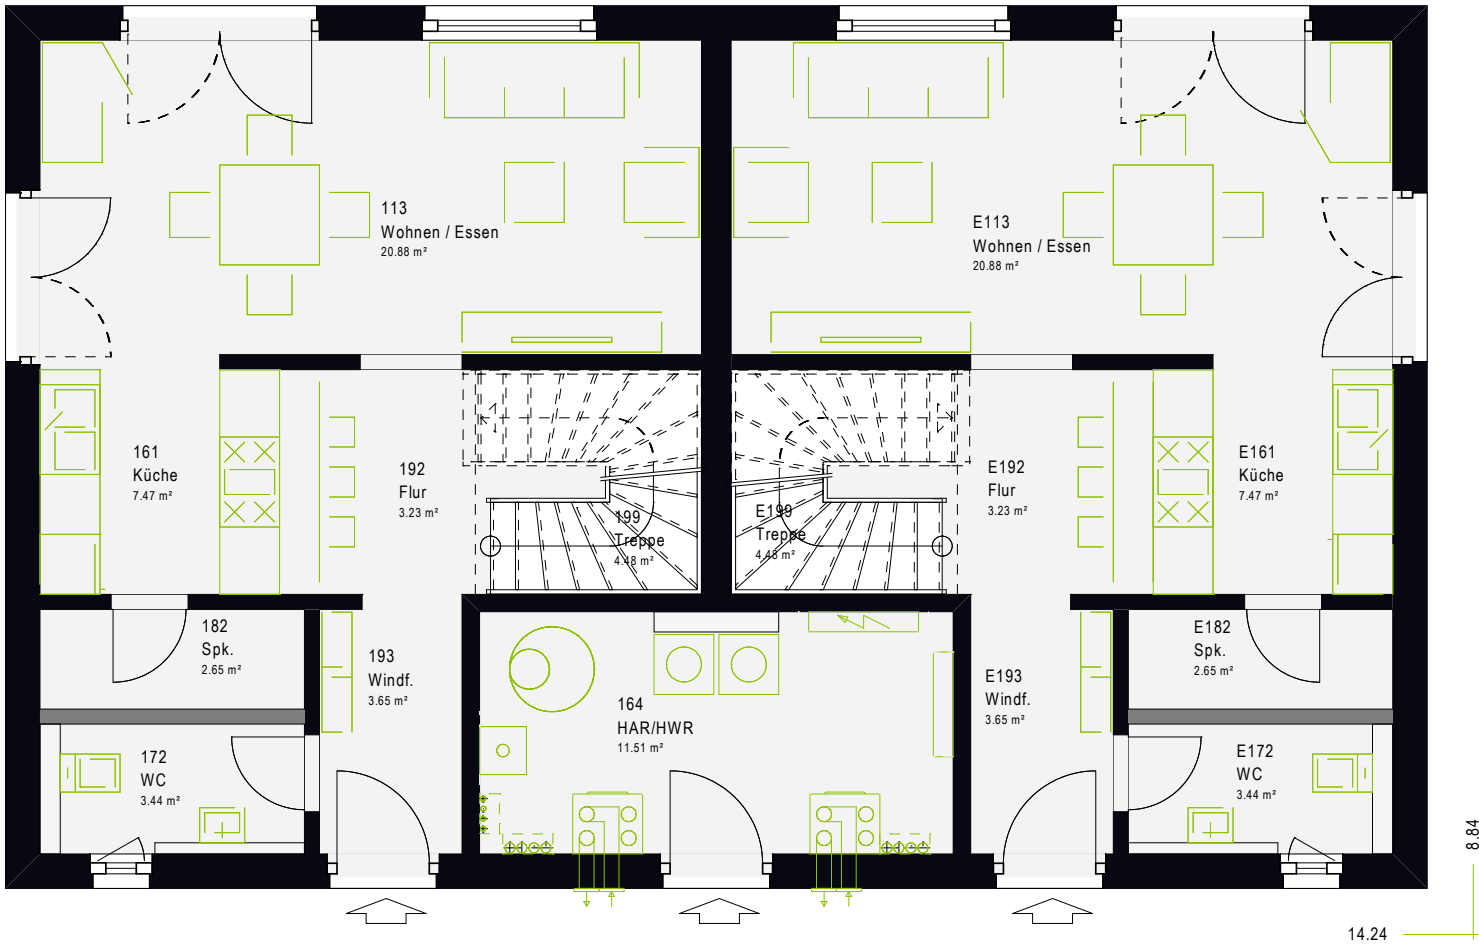 113
Wohnen / Essen
20.88 m²
E113
Wohnen / Essen
20.88 m²
161
Küche
7.47 m²
192
Flur
3.23 m²
199
Treppe
4.48 m²
E199
Treppe
4.48 m²
E192
Flur
3.23 m²
E161
Küche
7.47 m²
182
Spk.
2.65 m²
193
Windf.
3.65 m²
164
HAR/HWR
11.51 m²
E193
Windf.
3.65 m²
E182
Spk.
2.65 m²
172
WC
3.44 m²
E172
WC
3.44 m²
8.84
14.24